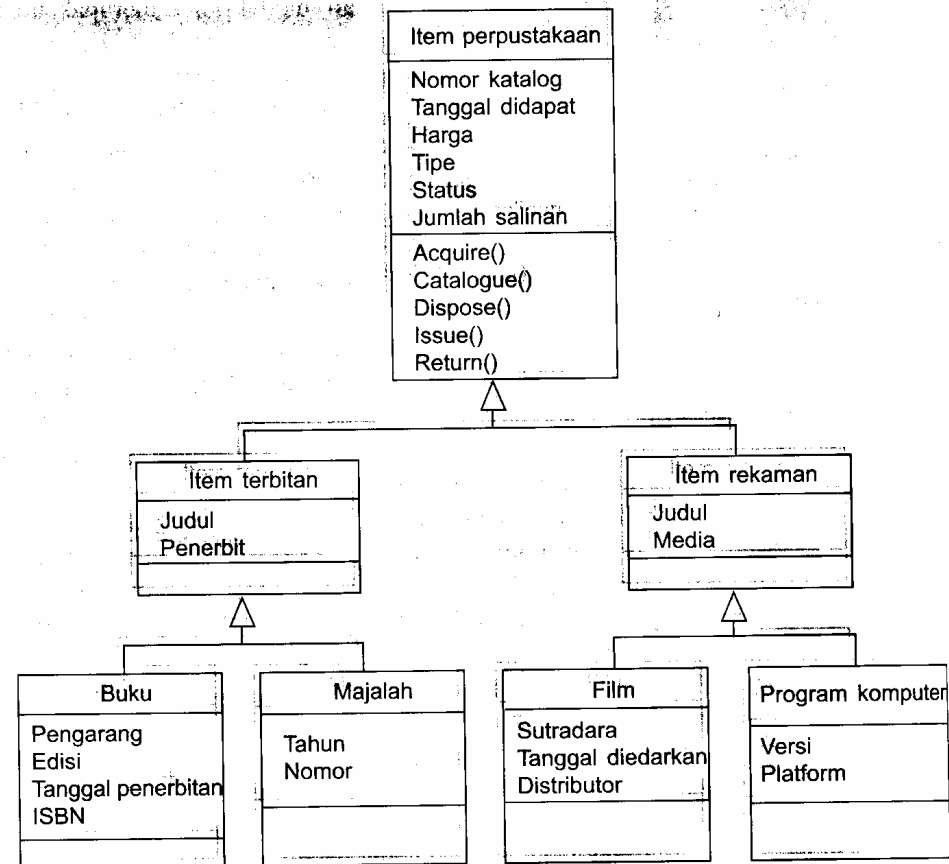 Item perpustakaan
Nomor katalog
Tanggal didapat
Harga
Tipe
Status
Jumlah salinan
Acquire()
Catalogue()
Dispose()
Issue()
Return()
Item terbitan
Judul
Penerbit
Item rekaman
Judul
Media
Buku
Pengarang
Edisi
Tanggal penerbitan
ISBN
Majalah
Tahun
Nomor
Film
Sutradara
Tanggal diedarkan
Distributor
Program komputer
Versi
Platform